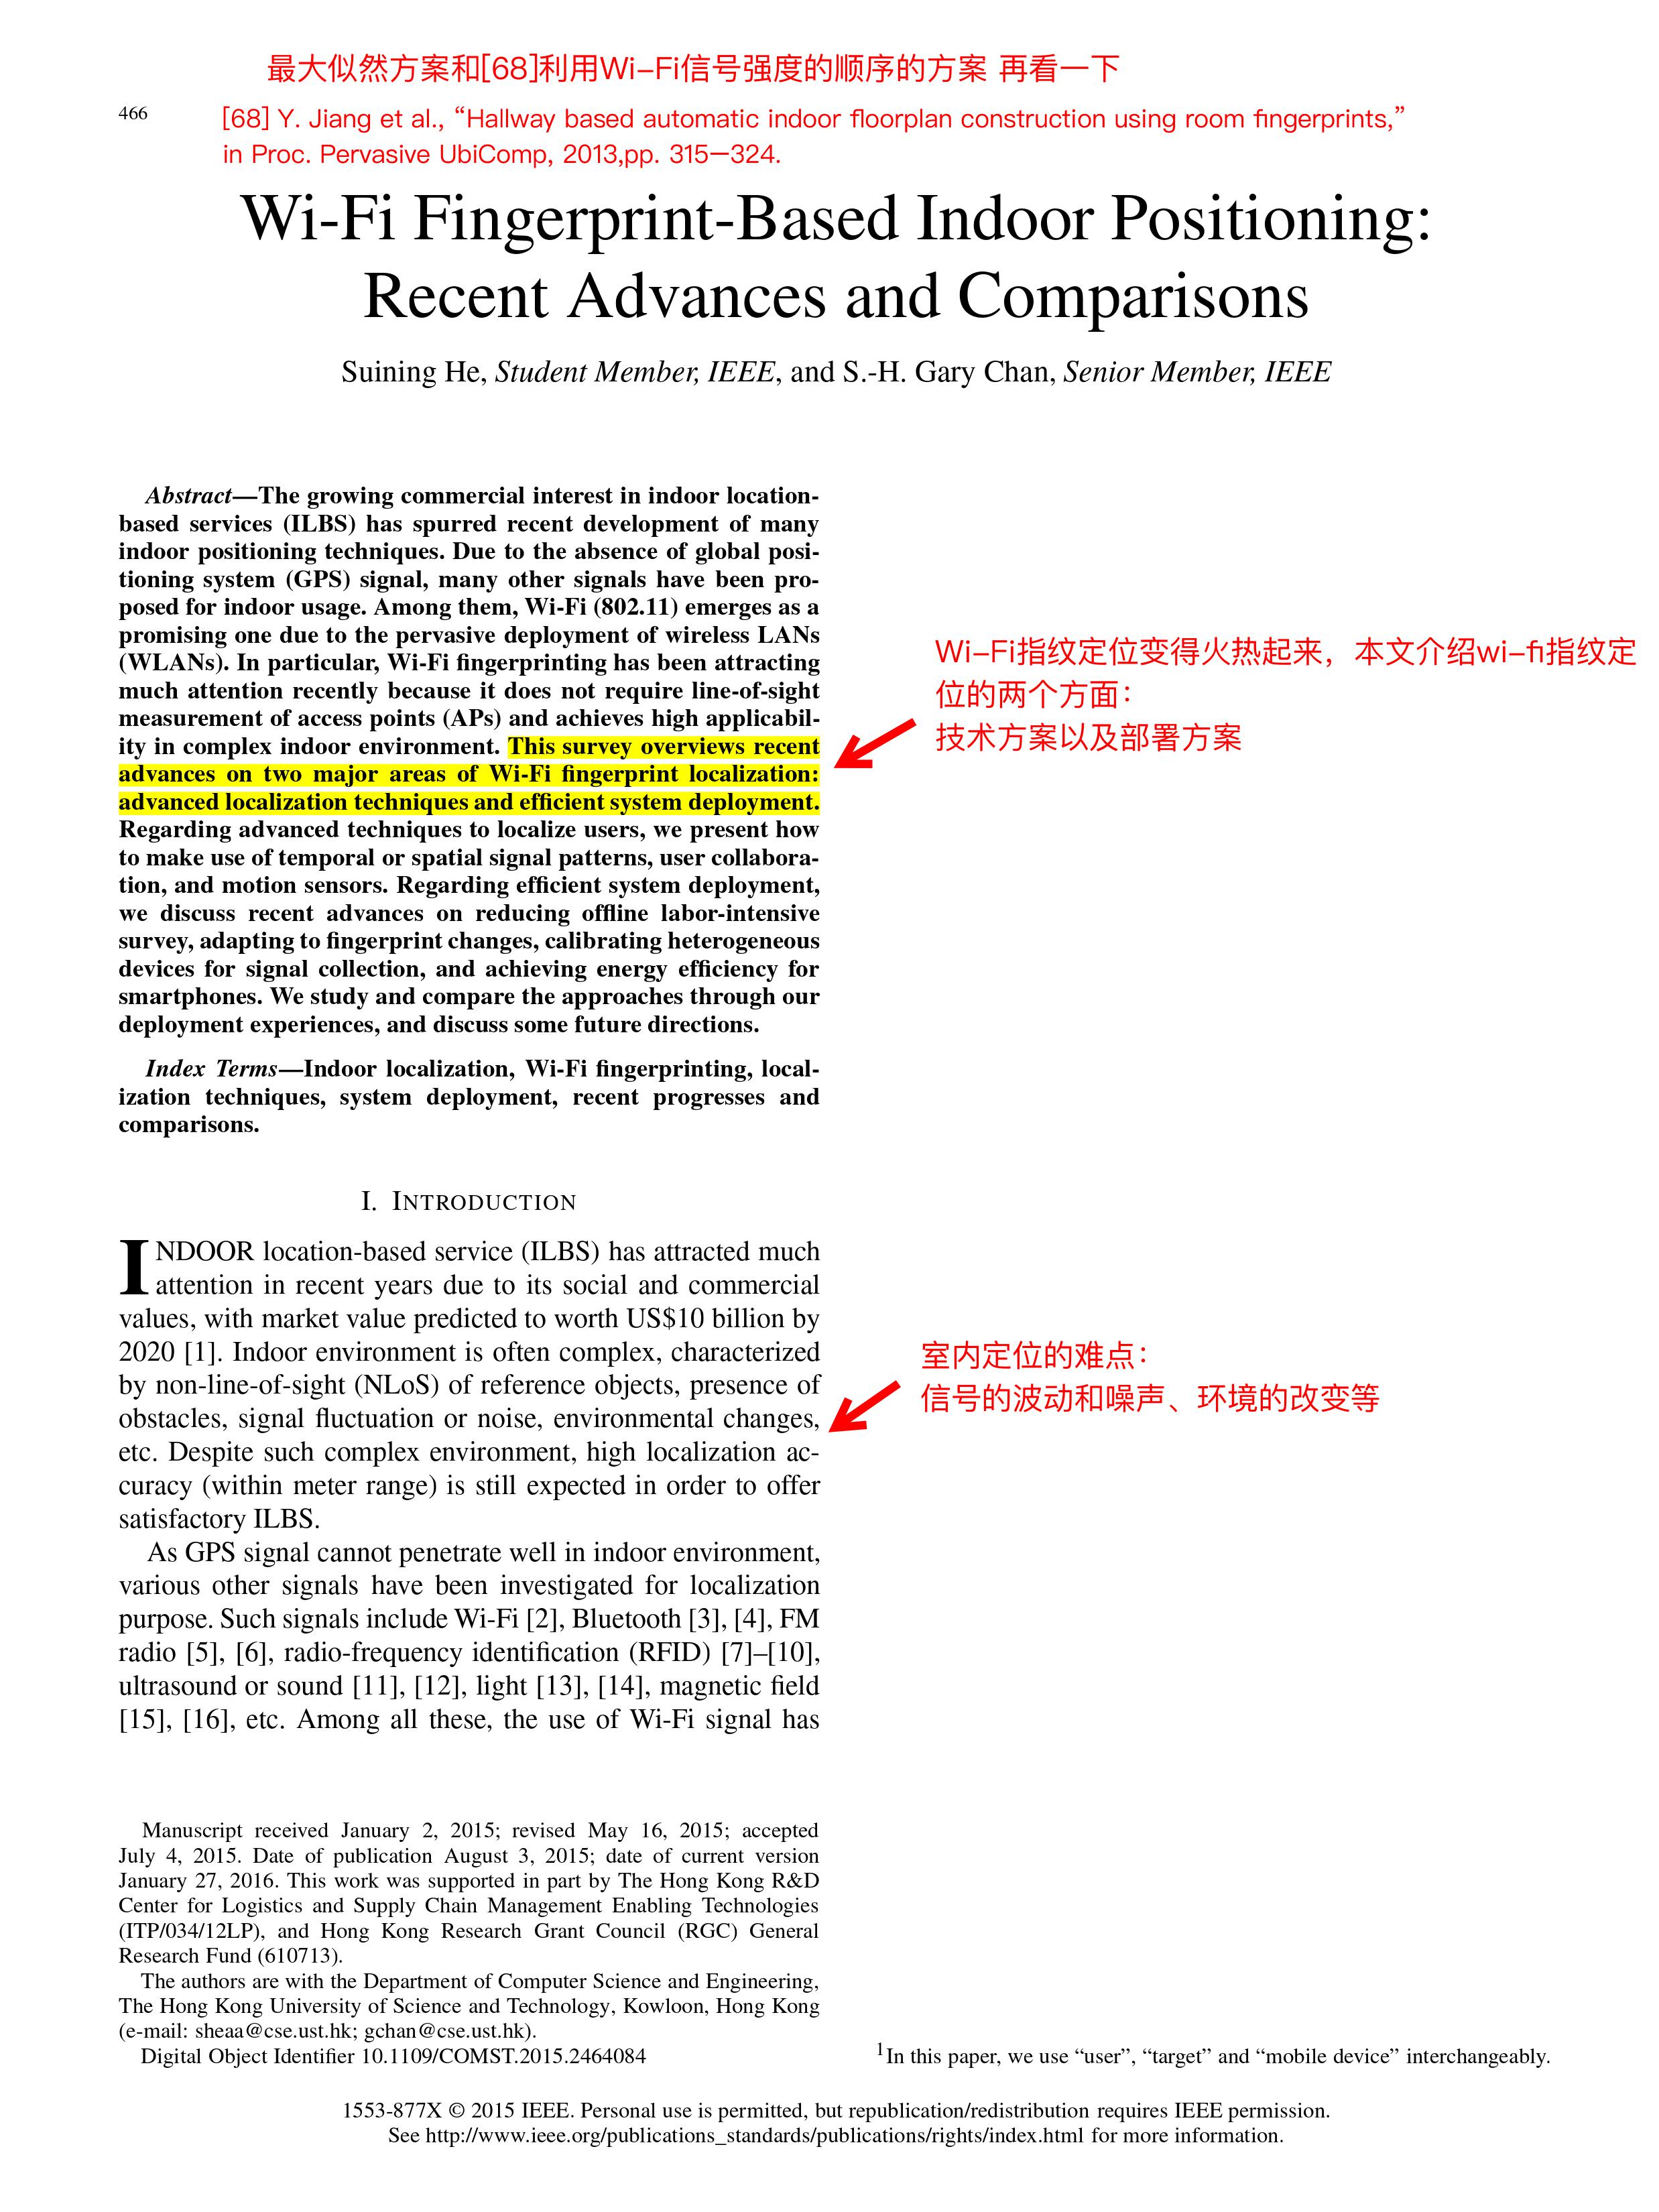 最大似然方案和[68]利用Wi-Fi信号强度的顺序的方案 再看一下
466
[68] Y. Jiang et al., “Hallway based automatic indoor floorplan construction using room fingerprints,”
in Proc. Pervasive UbiComp, 2013,pp. 315–324.
Wi-Fi Fingerprint-Based Indoor Positioning:
Recent Advances and Comparisons
Suining He, Student Member, IEEE, and S.-H. Gary Chan, Senior Member, IEEE
Abstract—The growing commercial interest in indoor location-
based services (ILBS) has spurred recent development of many
indoor positioning techniques. Due to the absence of global posi-
tioning system (GPS) signal, many other signals have been pro-
posed for indoor usage. Among them, Wi-Fi (802.11) emerges as a
promising one due to the pervasive deployment of wireless LANs
(WLANs). In particular, Wi-Fi fingerprinting has been attracting
much attention recently because it does not require line-of-sight
measurement of access points (APs) and achieves high applicabil-
ity in complex indoor environment. This survey overviews recent
advances on two major areas of Wi-Fi fingerprint localization:
advanced localization techniques and efficient system deployment.
Regarding advanced techniques to localize users, we present how
to make use of temporal or spatial signal patterns, user collabora-
tion, and motion sensors. Regarding efficient system deployment,
we discuss recent advances on reducing offline labor-intensive
survey, adapting to fingerprint changes, calibrating heterogeneous
devices for signal collection, and achieving energy efficiency for
smartphones. We study and compare the approaches through our
deployment experiences, and discuss some future directions.
Index Terms—Indoor localization, Wi-Fi fingerprinting, local-
ization techniques, system deployment, recent progresses and
comparisons.
I. INTRODUCTION
INDOOR location-based service (ILBS) has attracted much
attention in recent years due to its social and commercial
values, with market value predicted to worth US$10 billion by
2020 [1]. Indoor environment is often complex, characterized
by non-line-of-sight (NLoS) of reference objects, presence of
obstacles, signal fluctuation or noise, environmental changes,
etc. Despite such complex environment, high localization ac-
curacy (within meter range) is still expected in order to offer
satisfactory ILBS.
As GPS signal cannot penetrate well in indoor environment,
various other signals have been investigated for localization
purpose. Such signals include Wi-Fi [2], Bluetooth [3], [4], FM
radio [5], [6], radio-frequency identification (RFID) [7]–[10],
ultrasound or sound [11], [12], light [13], [14], magnetic field
[15], [16], etc. Among all these, the use of Wi-Fi signal has
Manuscript received January 2, 2015; revised May 16, 2015; accepted
July 4, 2015. Date of publication August 3, 2015; date of current version
January 27, 2016. This work was supported in part by The Hong Kong R&D
Center for Logistics and Supply Chain Management Enabling Technologies
(ITP/034/12LP), and Hong Kong Research Grant Council (RGC) General
Research Fund (610713).
The authors are with the Department of Computer Science and Engineering,
The Hong Kong University of Science and Technology, Kowloon, Hong Kong
(e-mail: sheaa@cse.ust.hk; gchan@cse.ust.hk).
Digital Object Identifier 10.1109/COMST.2015.2464084
Wi-Fi指纹定位变得火热起来，本文介绍wi-fi指纹定
位的两个方面：
技术方案以及部署方案
室内定位的难点：
信号的波动和噪声、环境的改变等
1In this paper, we use “user”, “target” and “mobile device” interchangeably.
1553-877X © 2015 IEEE. Personal use is permitted, but republication/redistribution requires IEEE permission.
See http://www.ieee.org/publications_standards/publications/rights/index.html for more information.